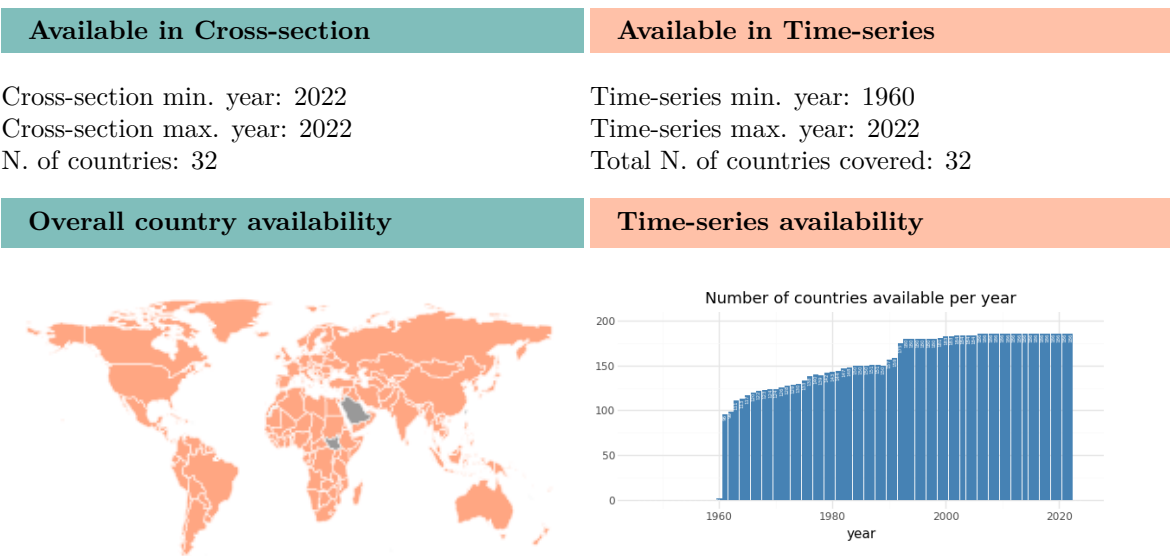 Available in Cross-section
Available in Time-series
Cross-section min. year: 2022
Cross-section max. year: 2022
N. of countries: 32
Time-series min. year: 1960
Time-series max. year: 2022
Total N. of countries covered: 32
Overall country availability
Time-series availability
Number of countries available per year
200
150
100
50
0
1960 1980 2000 2020
year